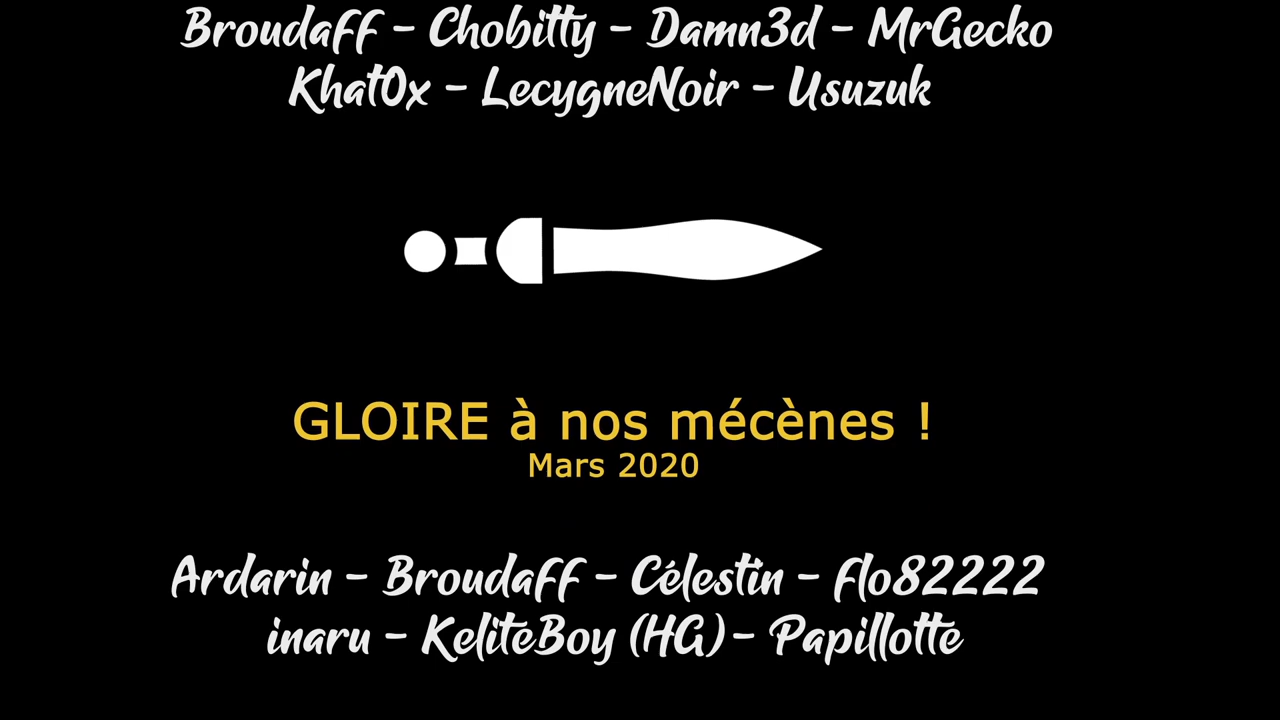 Broudaff - Chobitty - Damn3d - MrGecko
Khat0x - LecygneNoir - Usuzuk
GLOIRE à nos mécènes !
Mars 2020
Ardarin - Broudaff - Célestin - flo82222
inaru - KeliteBoy (HG) - Papillotte